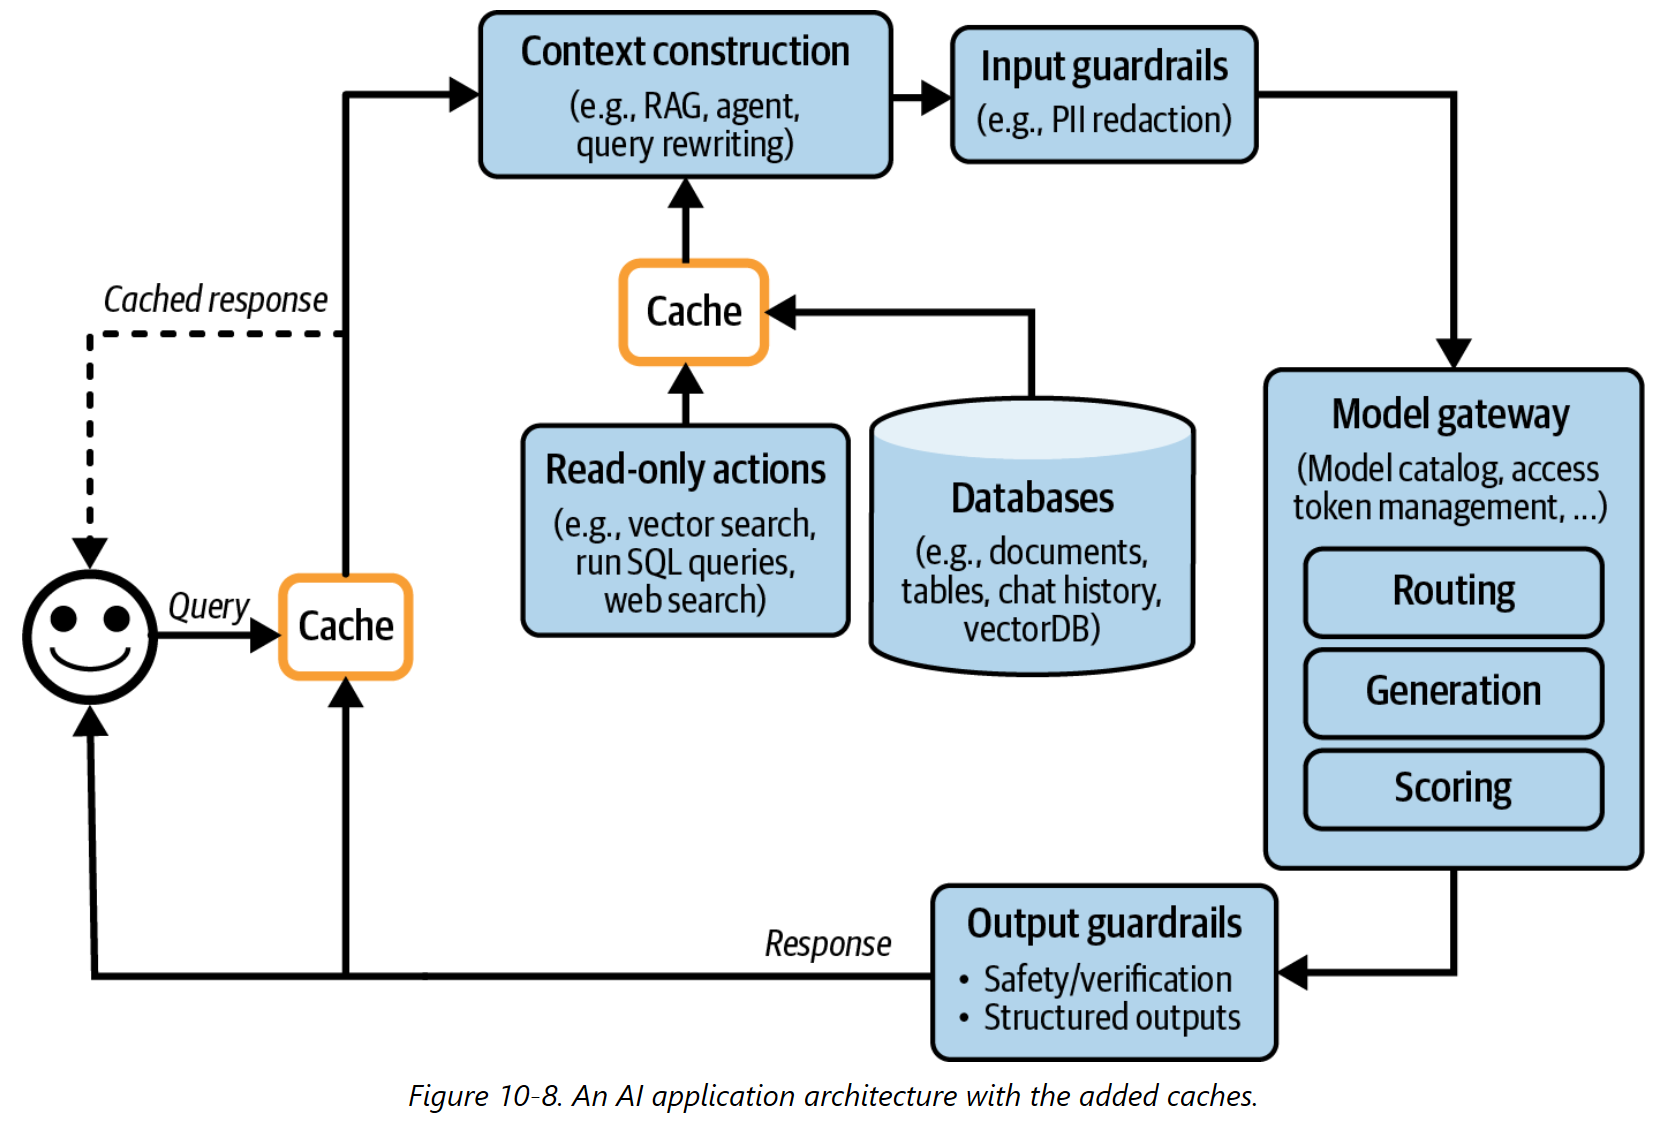 Context construction
(e.g., RAG, agent,
query rewriting)
Input guardrails
(e.g., PII redaction)
Cached response
Cache
Read-only actions
(e.g., vector search,
run SQL queries,
web search)
Databases
(e.g., documents,
tables, chat history,
vectorDB)
Model gateway
(Model catalog, access
token management, ...)
Routing
Generation
Scoring
Query
Cache
Response
Output guardrails
• Safety/verification
• Structured outputs
Figure 10-8. An AI application architecture with the added caches.